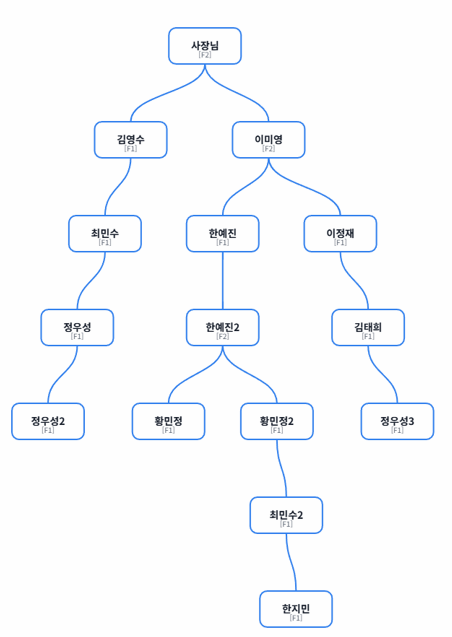 사장님
[F2]
김영수
[F1]
이미영
[F2]
최민수
[F1]
한예진
[F1]
이정재
[F1]
정우성
[F1]
한예진2
[F2]
김태희
[F1]
정우성2
[F1]
황민정
[F1]
황민정2
[F1]
정우성3
[F1]
최민수2
[F1]
한지민
[F1]